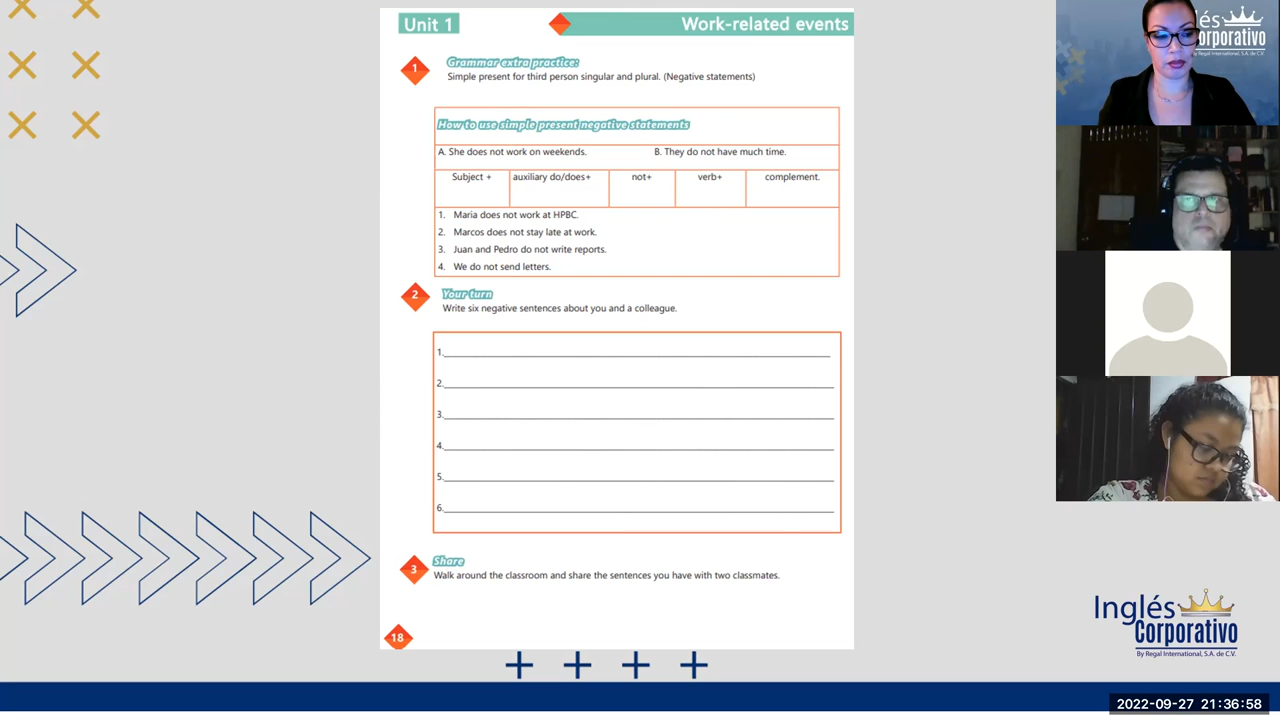 Unit 1
Work-related events
1
Grammar extra practice:
Simple present for third person singular and plural. (Negative statements)
How to use simple present negative statements
A. She does not work on weekends.
B. They do not have much time.
Subject +
auxiliary do/does+
not+
verb+
complement.
1. Maria does not work at HPBC.
2. Marcos does not stay late at work.
3. Juan and Pedro do not write reports.
4. We do not send letters.
2
Your turn
Write six negative sentences about you and a colleague.
1.
2.
3.
4.
5.
6.
3
Share
Walk around the classroom and share the sentences you have with two classmates.
18
és
orporativo
by Regal International, S.A. de C.V.
Inglés
Corporativo
By Regal International, S.A. de C.V.
2022-09-27 21:36:58